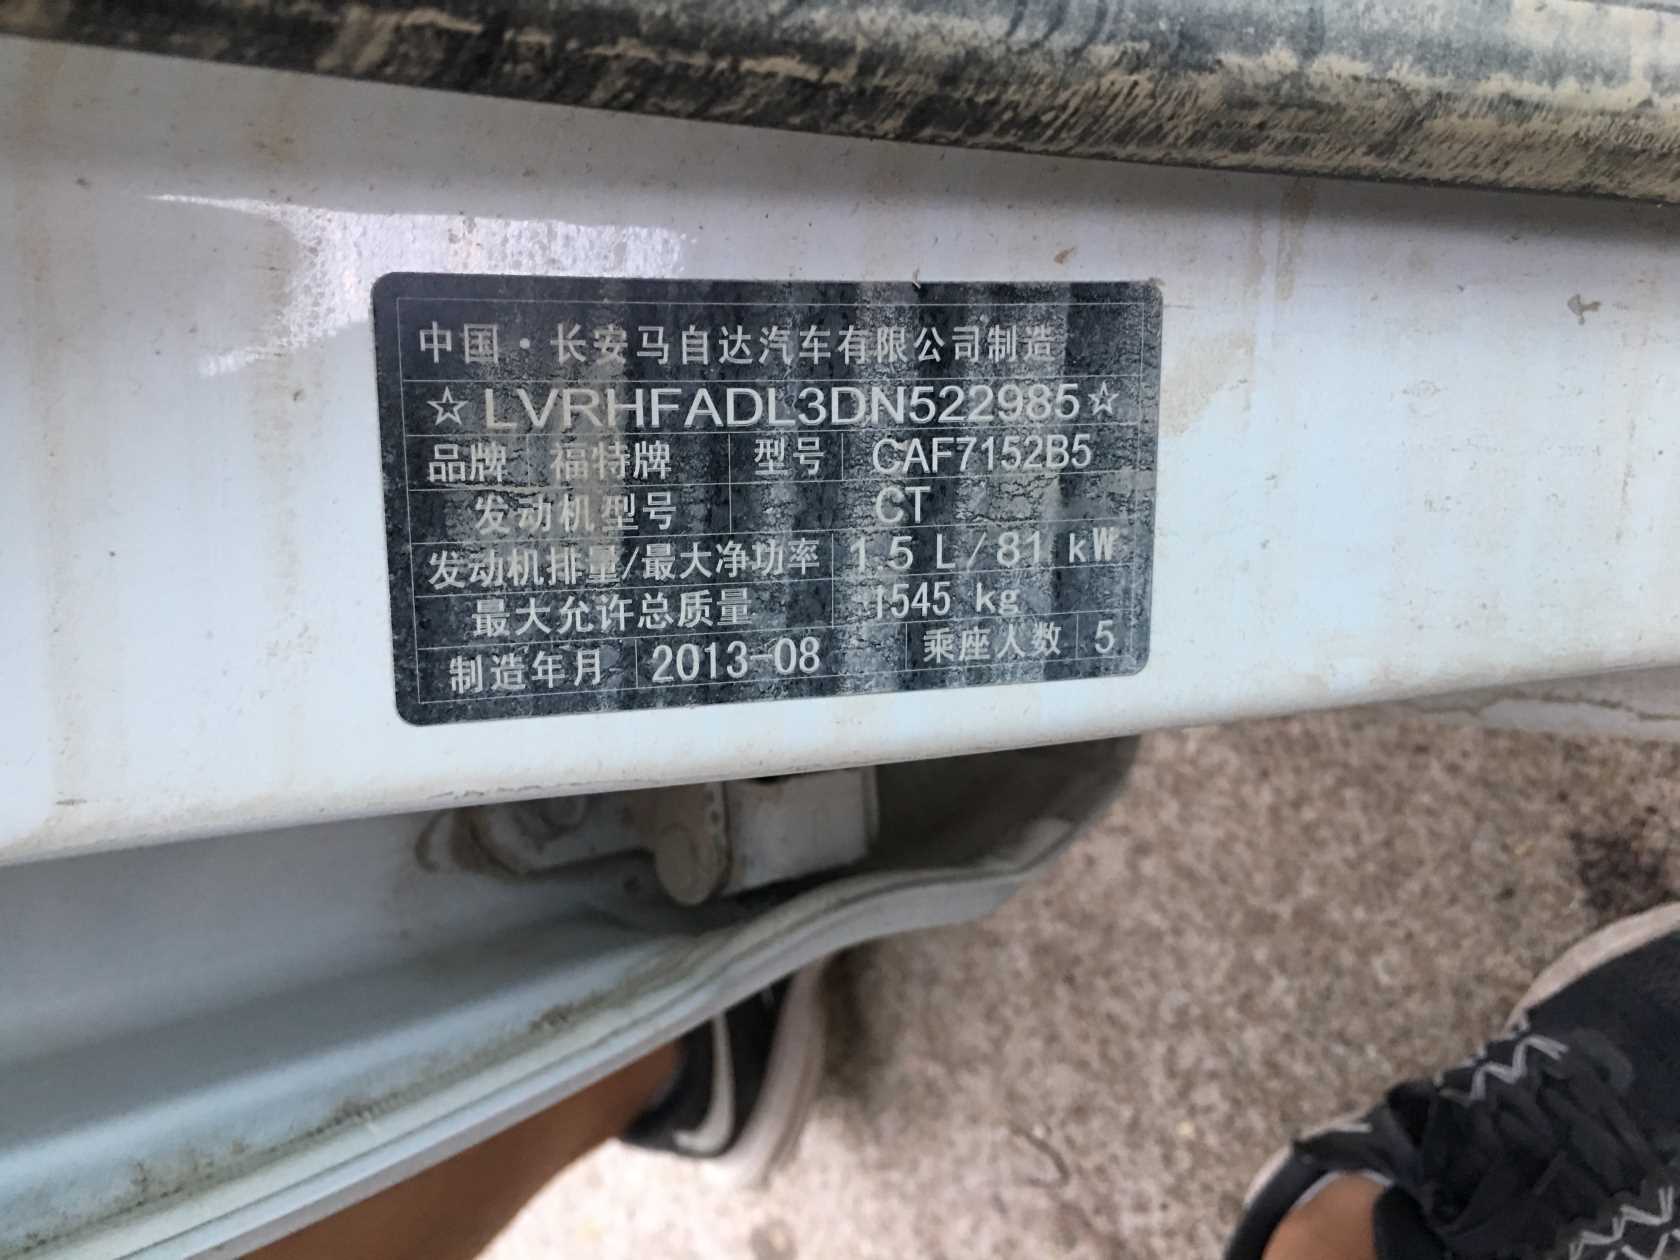 中国·长安马自达汽车有限公司制造
☆LVRHFADL3DN522985☆
品牌 福特牌 型号 CAF7152B5
发动机型号 CT
发动机排量/最大净功率 1.5 L/81 kW
最大允许总质量 1545 kg
制造年月 2013-08 乘座人数 5